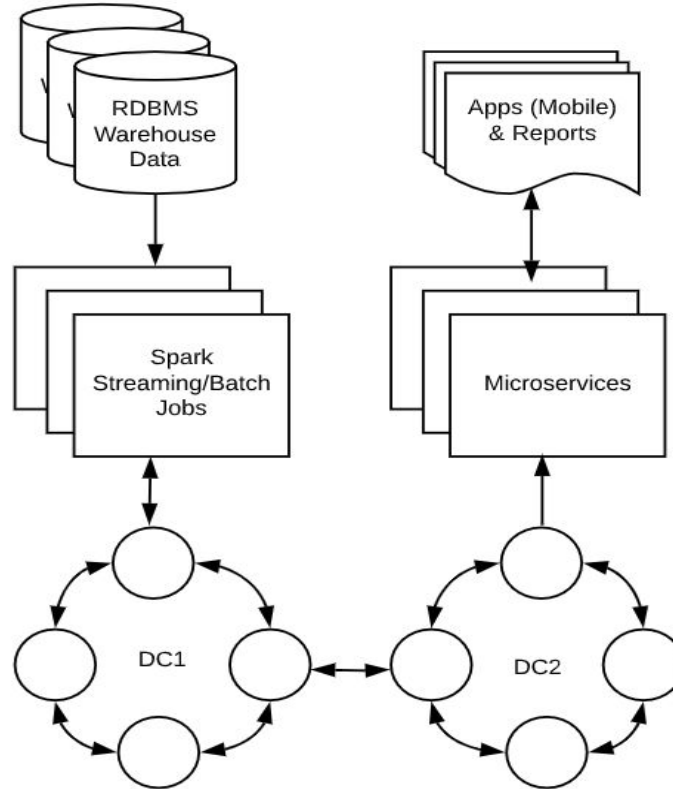 RDBMS
Warehouse
Data
Apps (Mobile)
& Reports
Spark
Streaming/Batch
Jobs
Microservices
DC1
DC2